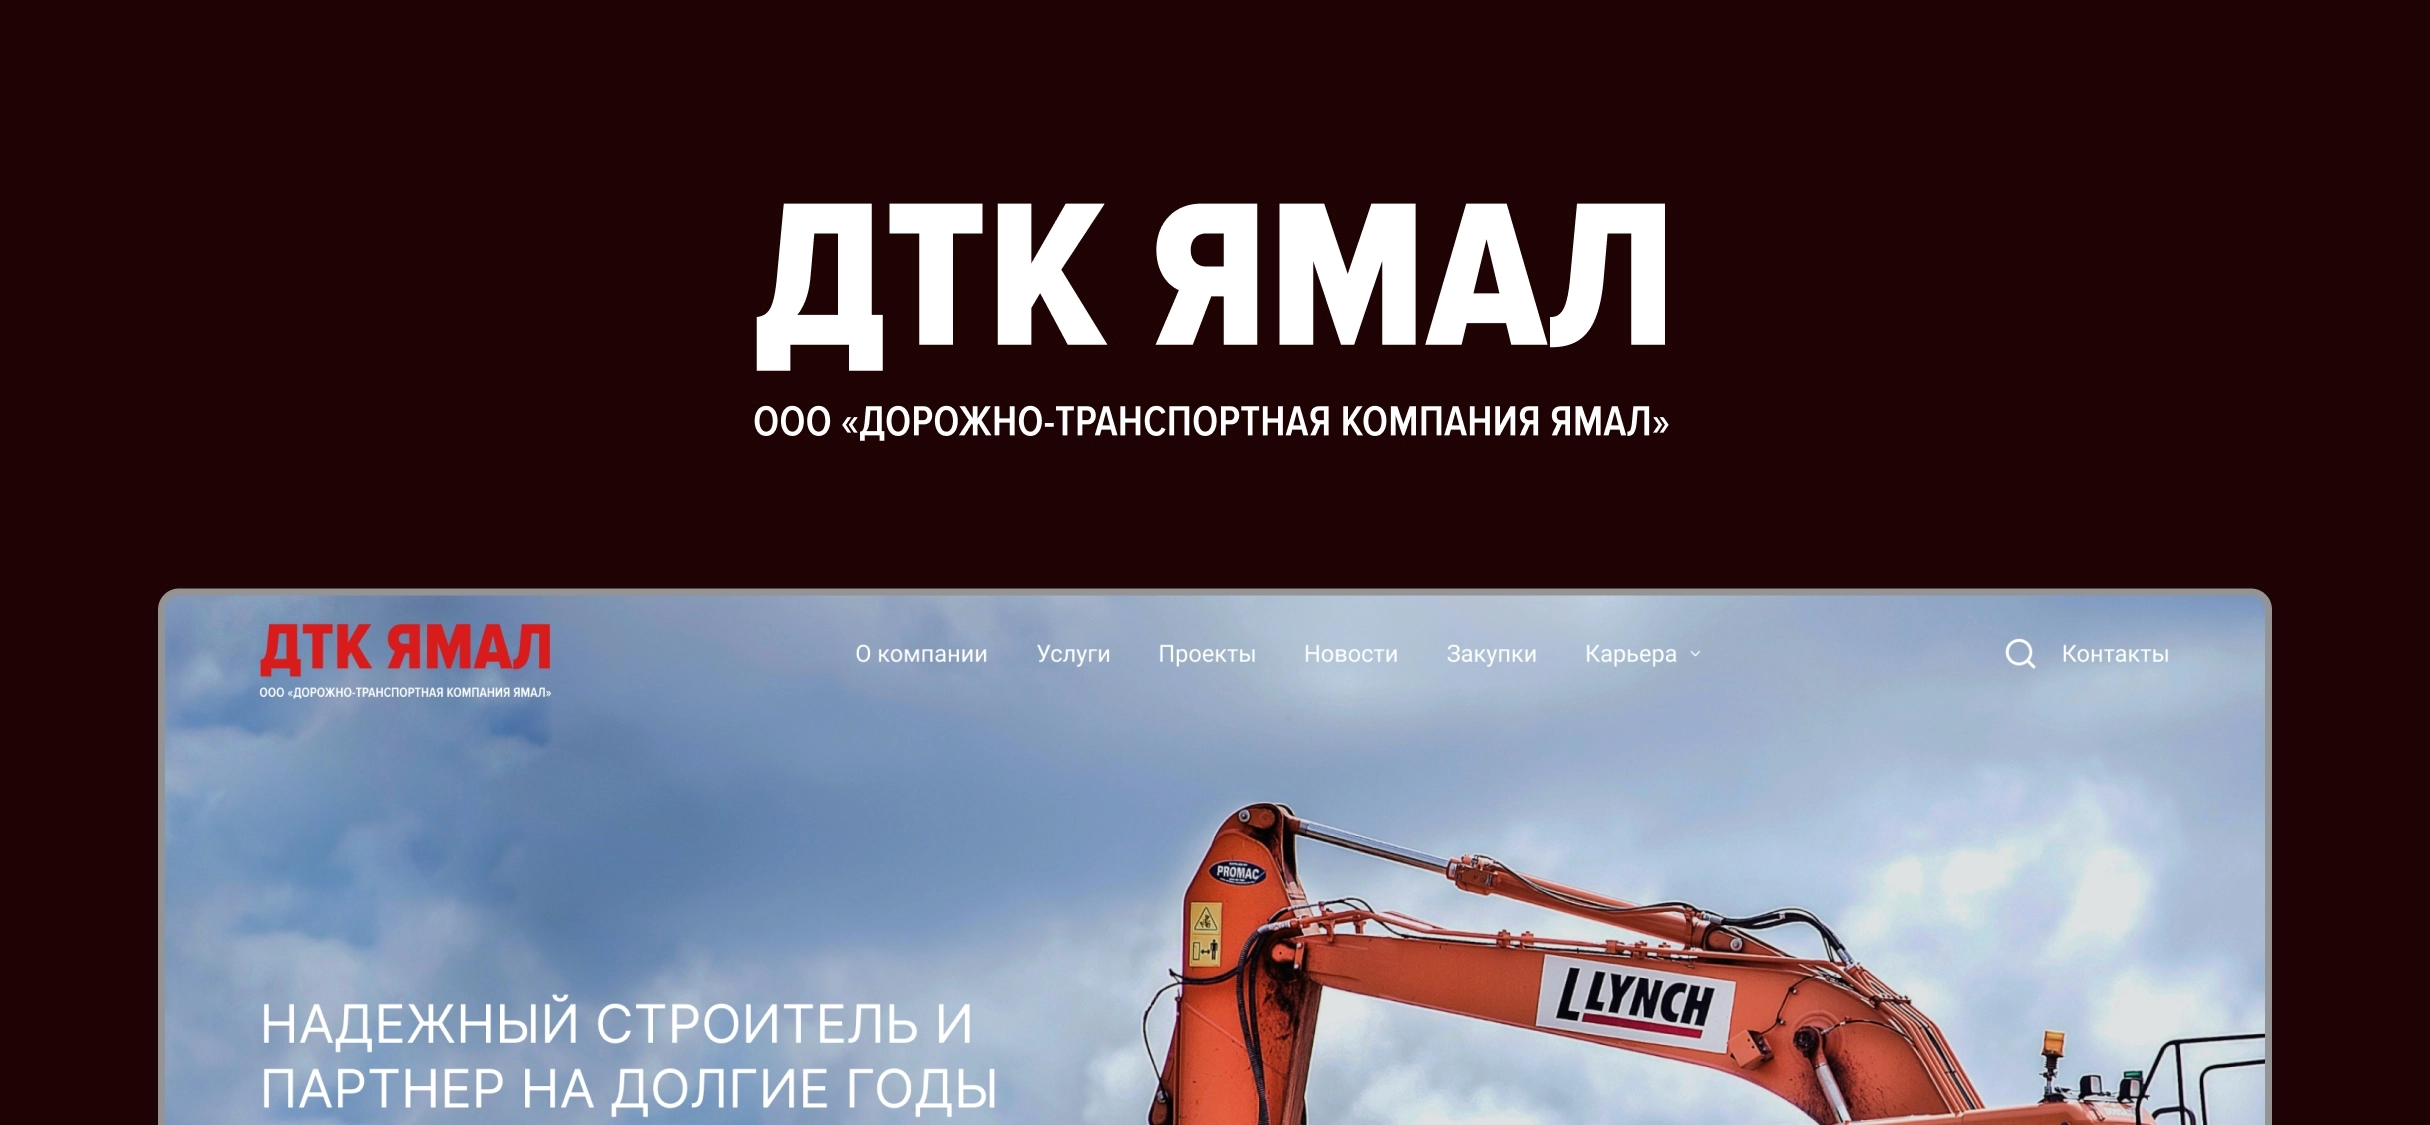 ДТК ЯМАЛ
ООО «ДОРОЖНО-ТРАНСПОРТНАЯ КОМПАНИЯ ЯМАЛ»
ДТК ЯМАЛ
ООО «ДОРОЖНО-ТРАНСПОРТНАЯ КОМПАНИЯ ЯМАЛ»
О компании Услуги Проекты Новости Закупки Карьера Контакты
PROMAC
LLYNCH
НАДЕЖНЫЙ СТРОИТЕЛЬ И
ПАРТНЕР НА ДОЛГИЕ ГОДЫ